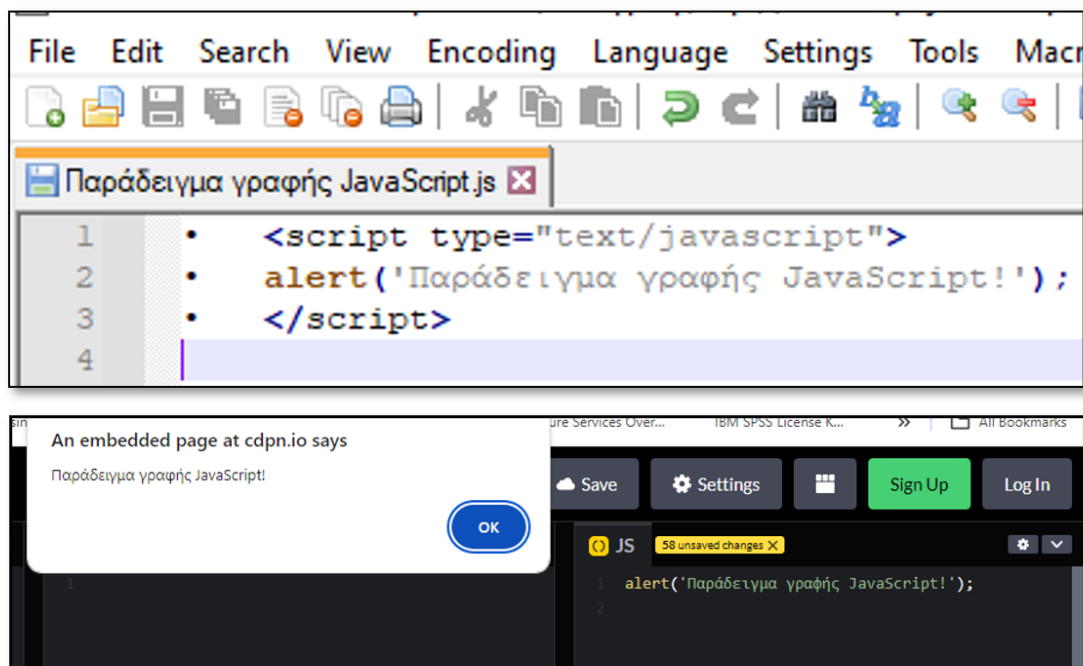 File Edit Search View Encoding Language Settings Tools Macr
Παράδειγμα γραφής JavaScript.js
1 • <script type="text/javascript">
2 • alert('Παράδειγμα γραφής JavaScript!');
3 • </script>
4
ure Services Over... IBM SPSS License K... » All Bookmarks
An embedded page at cdpn.io says
Παράδειγμα γραφής JavaScript!
OK
Save Settings Sign Up Log In
JS 58 unsaved changes X
1
1 alert('Παράδειγμα γραφής JavaScript!');
2